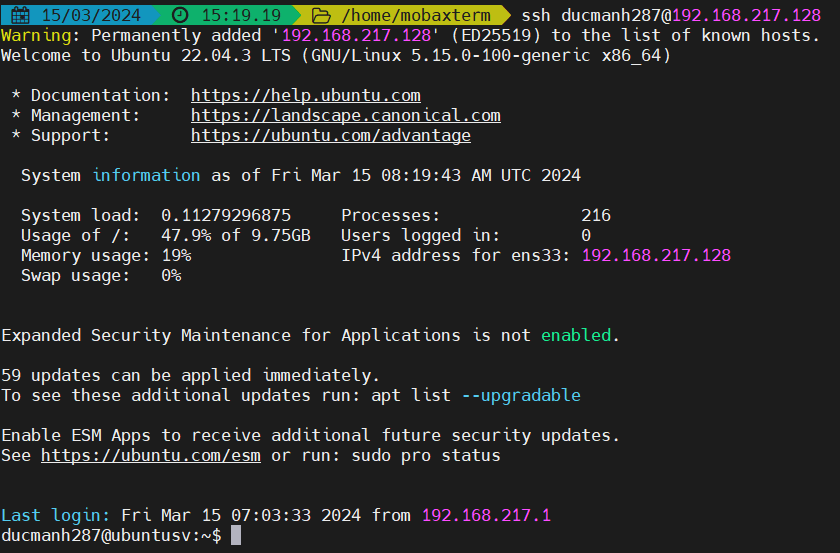 15/03/2024 15:19.19 /home/mobaxterm ssh ducmanh287@192.168.217.128
Warning: Permanently added '192.168.217.128' (ED25519) to the list of known hosts.
Welcome to Ubuntu 22.04.3 LTS (GNU/Linux 5.15.0-100-generic x86_64)
* Documentation: https://help.ubuntu.com
* Management: https://landscape.canonical.com
* Support: https://ubuntu.com/advantage
System information as of Fri Mar 15 08:19:43 AM UTC 2024
System load: 0.11279296875 Processes: 216
Usage of /: 47.9% of 9.75GB Users logged in: 0
Memory usage: 19% IPv4 address for ens33: 192.168.217.128
Swap usage: 0%
Expanded Security Maintenance for Applications is not enabled.
59 updates can be applied immediately.
To see these additional updates run: apt list --upgradable
Enable ESM Apps to receive additional future security updates.
See https://ubuntu.com/esm or run: sudo pro status
Last login: Fri Mar 15 07:03:33 2024 from 192.168.217.1
ducmanh287@ubuntusv:~$